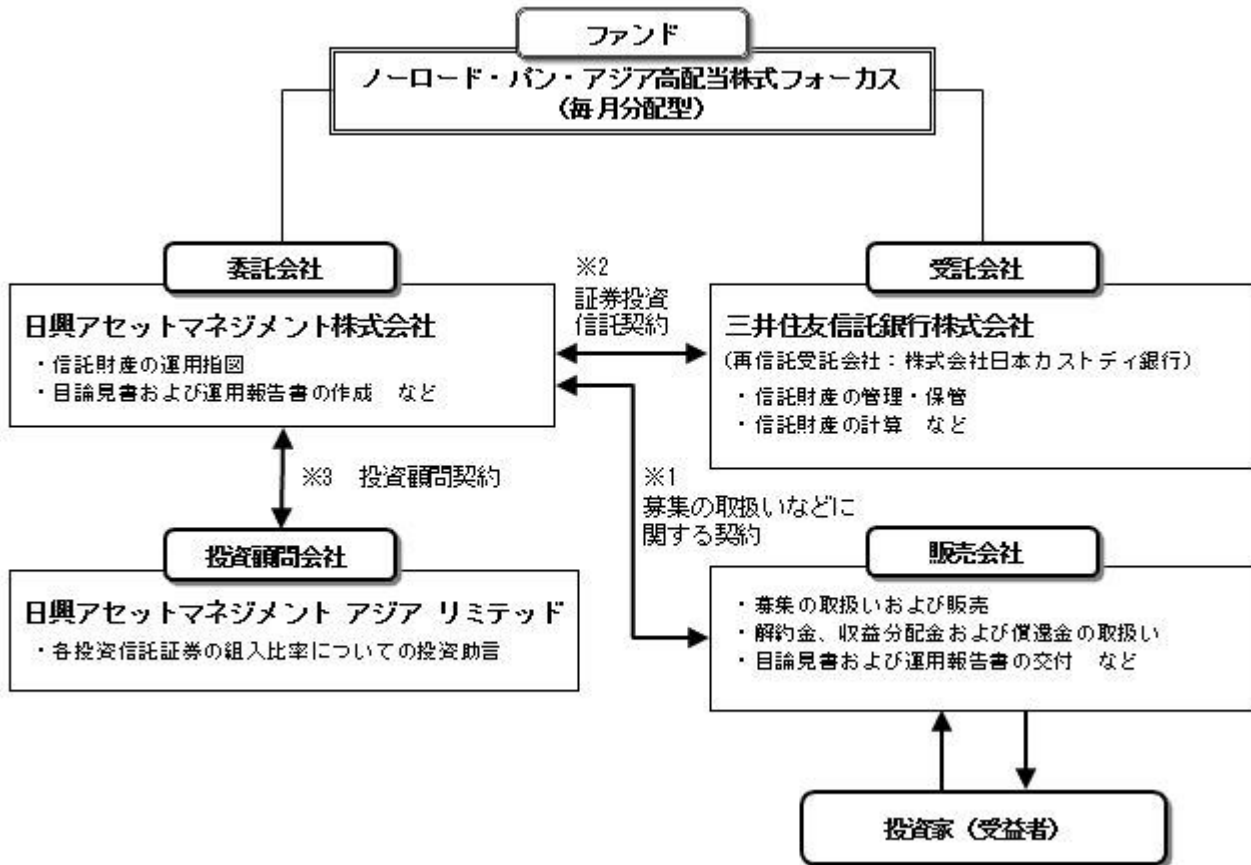 ファンド
ノーロード・パン・アジア高配当株式フォーカス
（毎月分配型）
委託会社
日興アセットマネジメント株式会社
・信託財産の運用指図
・目論見書および運用報告書の作成　など
※2
証券投資
信託契約
受託会社
三井住友信託銀行株式会社
（再信託受託会社：株式会社日本カストディ銀行）
・信託財産の管理・保管
・信託財産の計算　など
※3　投資顧問契約
※1
募集の取扱いなどに
関する契約
投資顧問会社
日興アセットマネジメント アジア リミテッド
・各投資信託証券の組入比率についての投資助言
販売会社
・募集の取扱いおよび販売
・解約金、収益分配金および償還金の取扱い
・目論見書および運用報告書の交付　など
投資家（受益者）